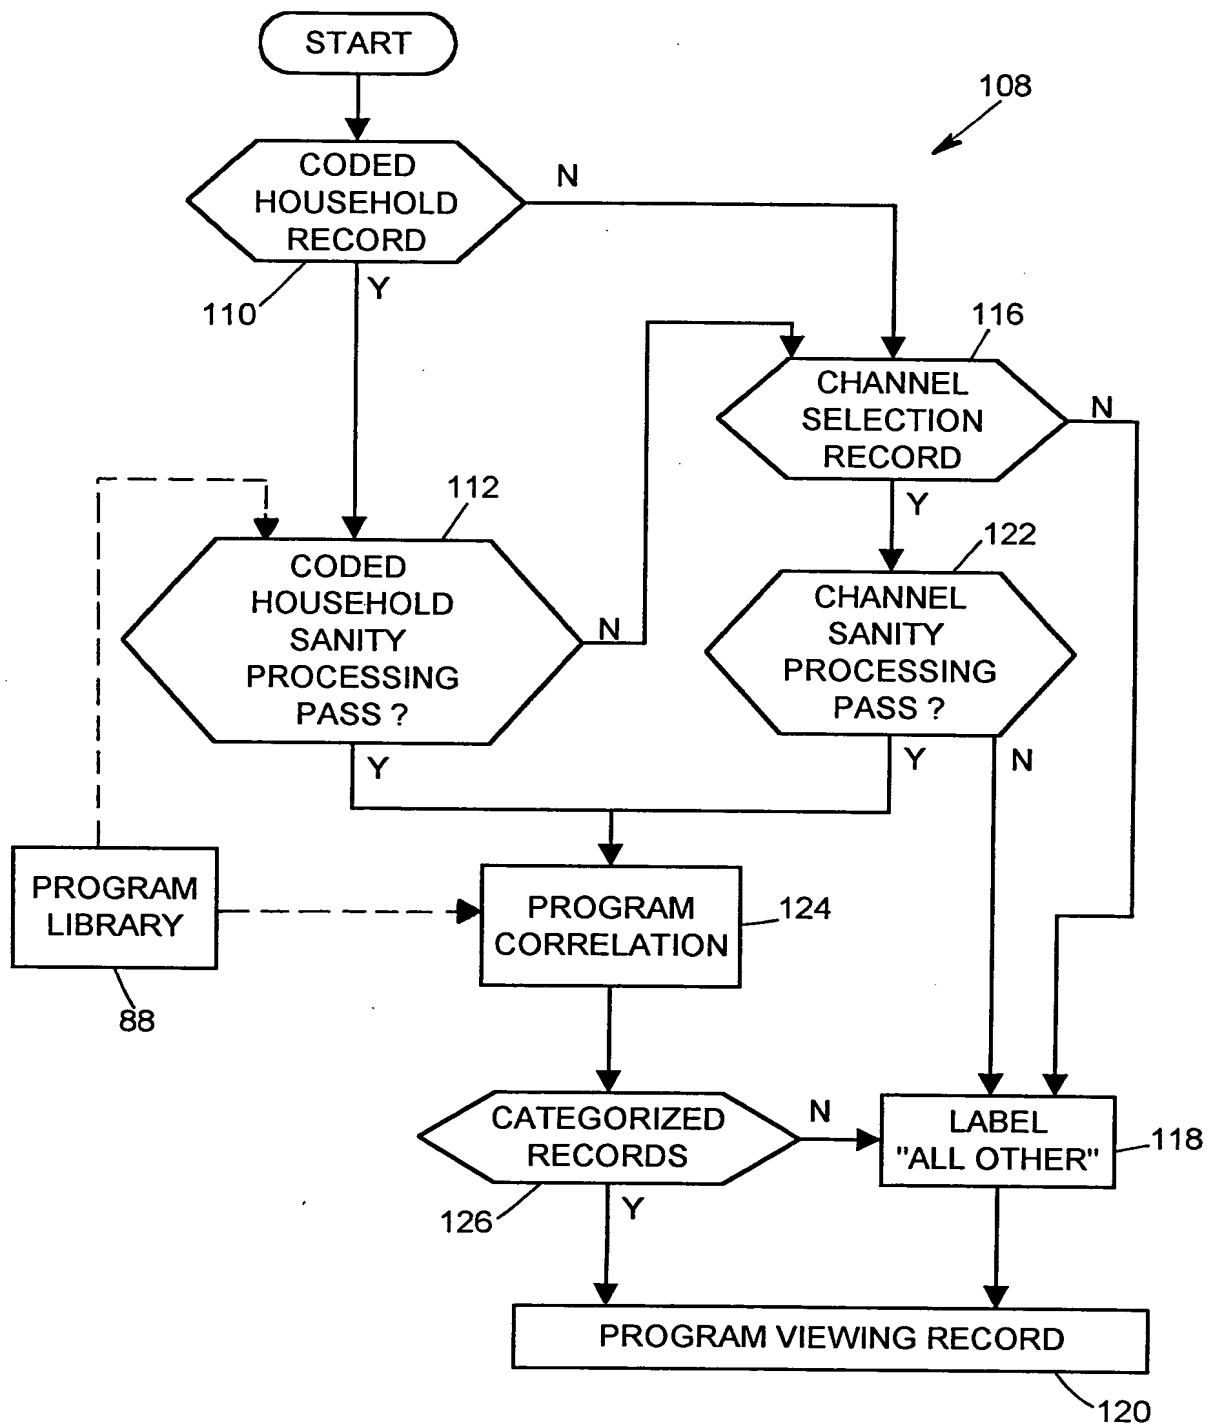 START
108
CODED
HOUSEHOLD
RECORD
N
110
Y
116
CHANNEL
SELECTION
RECORD
N
Y
112
CODED
HOUSEHOLD
SANITY
PROCESSING
PASS ?
N
Y
122
CHANNEL
SANITY
PROCESSING
PASS ?
Y
N
PROGRAM
LIBRARY
88
PROGRAM
CORRELATION
124
CATEGORIZED
RECORDS
N
126
Y
LABEL
"ALL OTHER"
118
PROGRAM VIEWING RECORD
120